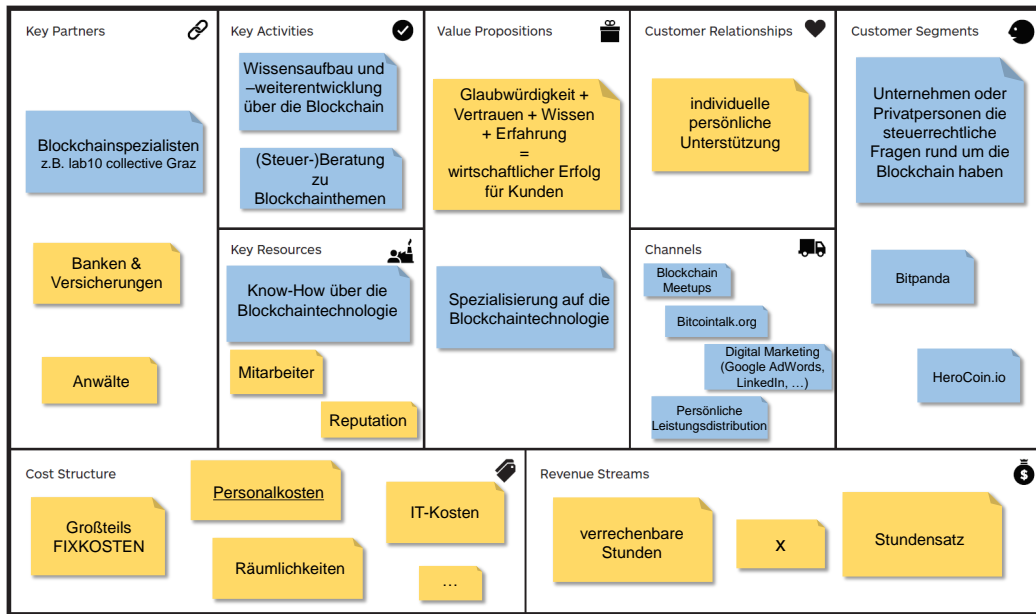 Key Partners
Blockchainspezialisten
z.B. lab10 collective Graz
Banken &
Versicherungen
Anwälte
Key Activities
Wissensaufbau und
–weiterentwicklung
über die Blockchain
(Steuer-)Beratung
zu
Blockchainthemen
Key Resources
Know-How über die
Blockchaintechnologie
Mitarbeiter
Reputation
Value Propositions
Glaubwürdigkeit +
Vertrauen + Wissen
+ Erfahrung
=
wirtschaftlicher Erfolg
für Kunden
Spezialisierung auf die
Blockchaintechnologie
Customer Relationships
individuelle
persönliche
Unterstützung
Channels
Blockchain
Meetups
Bitcointalk.org
Digital Marketing
(Google AdWords,
LinkedIn, …)
Persönliche
Leistungsdistribution
Customer Segments
Unternehmen oder
Privatpersonen die
steuerrechtliche
Fragen rund um die
Blockchain haben
Bitpanda
HeroCoin.io
Cost Structure
Großteils
FIXKOSTEN
Personalkosten
Räumlichkeiten
IT-Kosten
…
Revenue Streams
verrechenbare
Stunden
x
Stundensatz
$